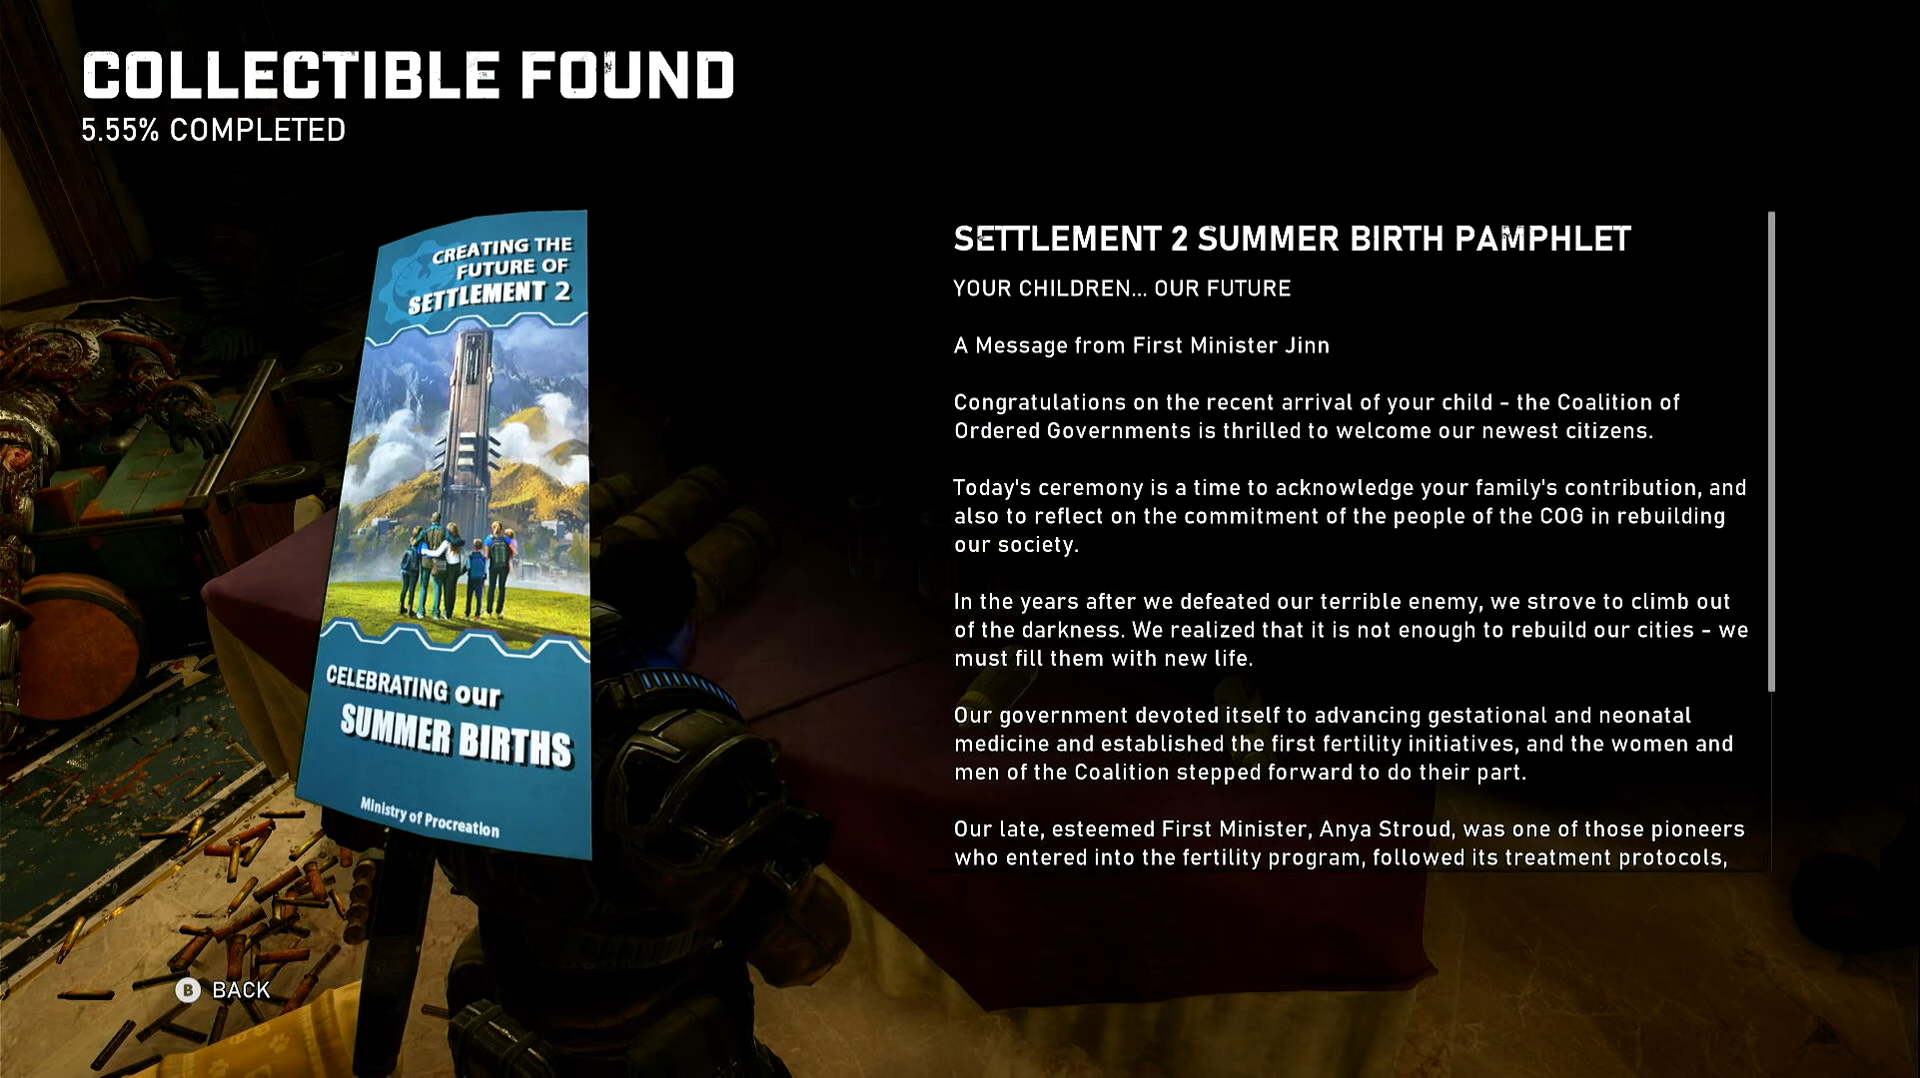 COLLECTIBLE FOUND
5.55% COMPLETED
CREATING THE
FUTURE OF
SETTLEMENT 2
CELEBRATING our
SUMMER BIRTHS
Ministry of Procreation
SETTLEMENT 2 SUMMER BIRTH PAMPHLET
YOUR CHILDREN... OUR FUTURE
A Message from First Minister Jinn
Congratulations on the recent arrival of your child - the Coalition of
Ordered Governments is thrilled to welcome our newest citizens.
Today's ceremony is a time to acknowledge your family's contribution, and
also to reflect on the commitment of the people of the COG in rebuilding
our society.
In the years after we defeated our terrible enemy, we strove to climb out
of the darkness. We realized that it is not enough to rebuild our cities - we
must fill them with new life.
Our government devoted itself to advancing gestational and neonatal
medicine and established the first fertility initiatives, and the women and
men of the Coalition stepped forward to do their part.
Our late, esteemed First Minister, Anya Stroud, was one of those pioneers
who entered into the fertility program, followed its treatment protocols,
B BACK